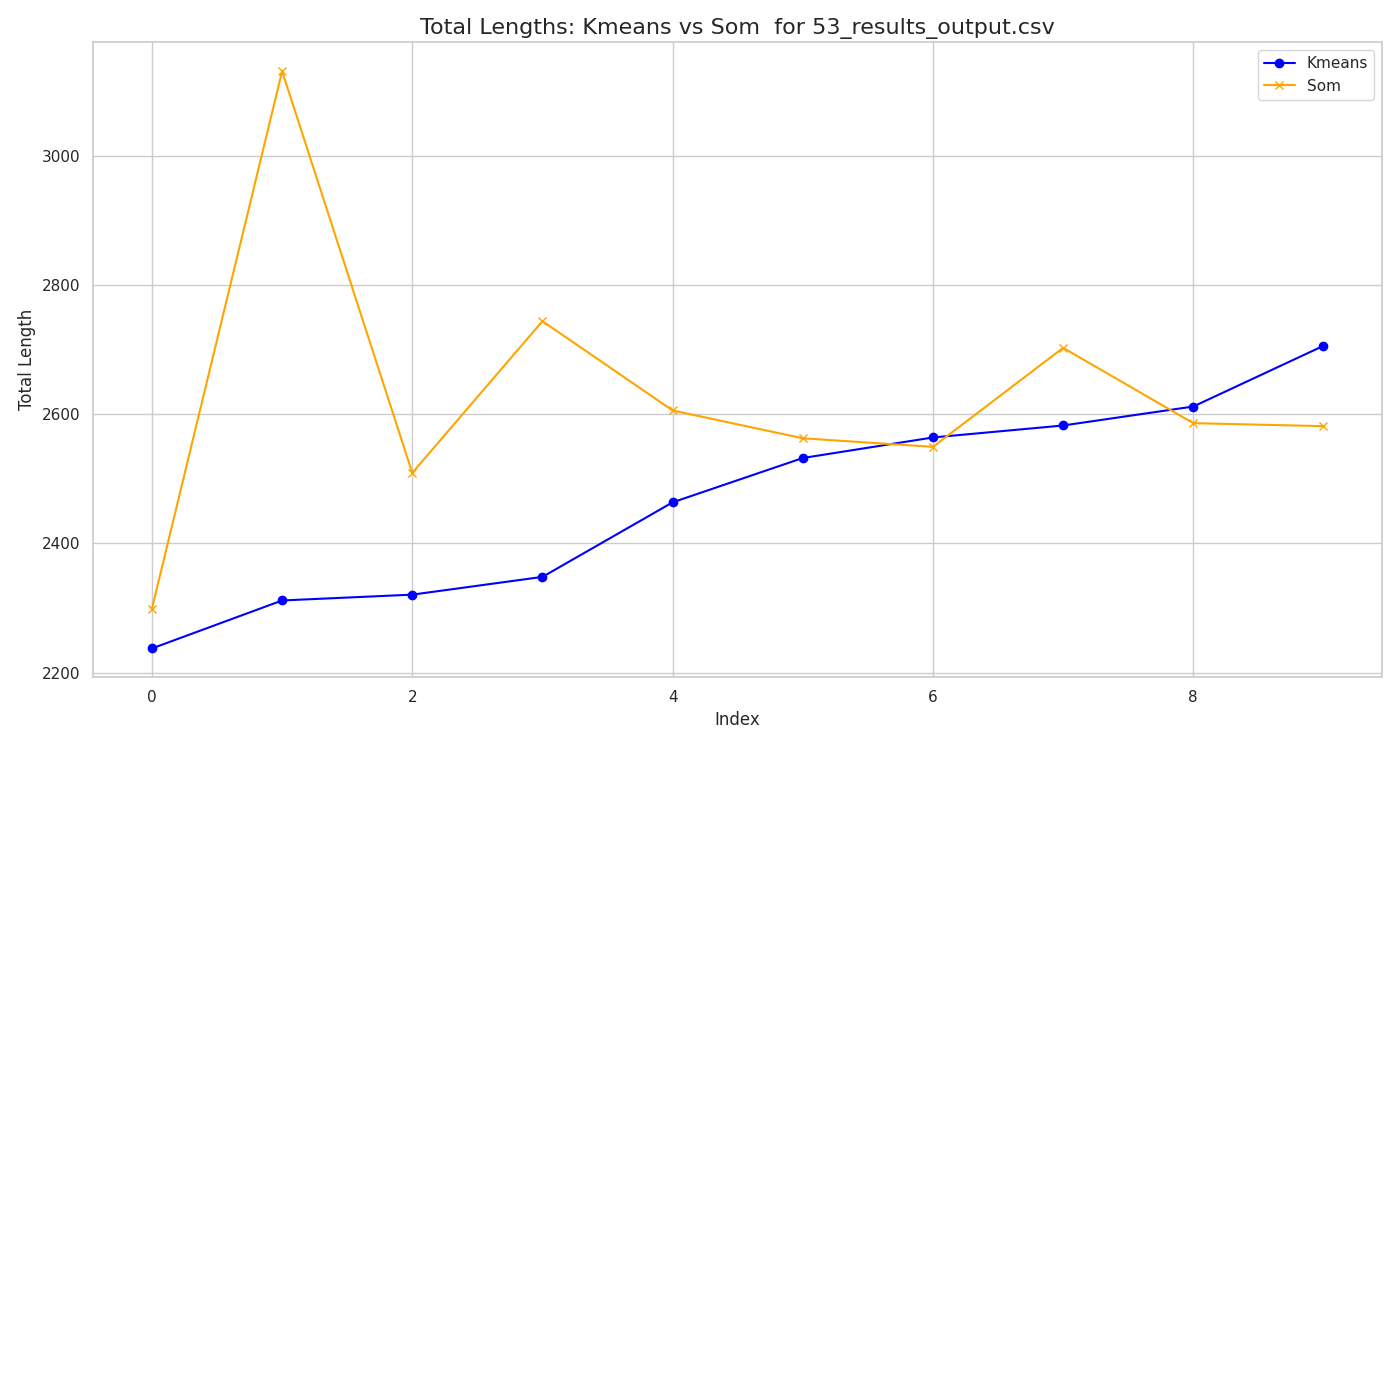 Total Lengths: Kmeans vs Som  for 53_results_output.csv
Kmeans
Som
Total Length
3000
2800
2600
2400
2200
0 2 4 6 8
Index